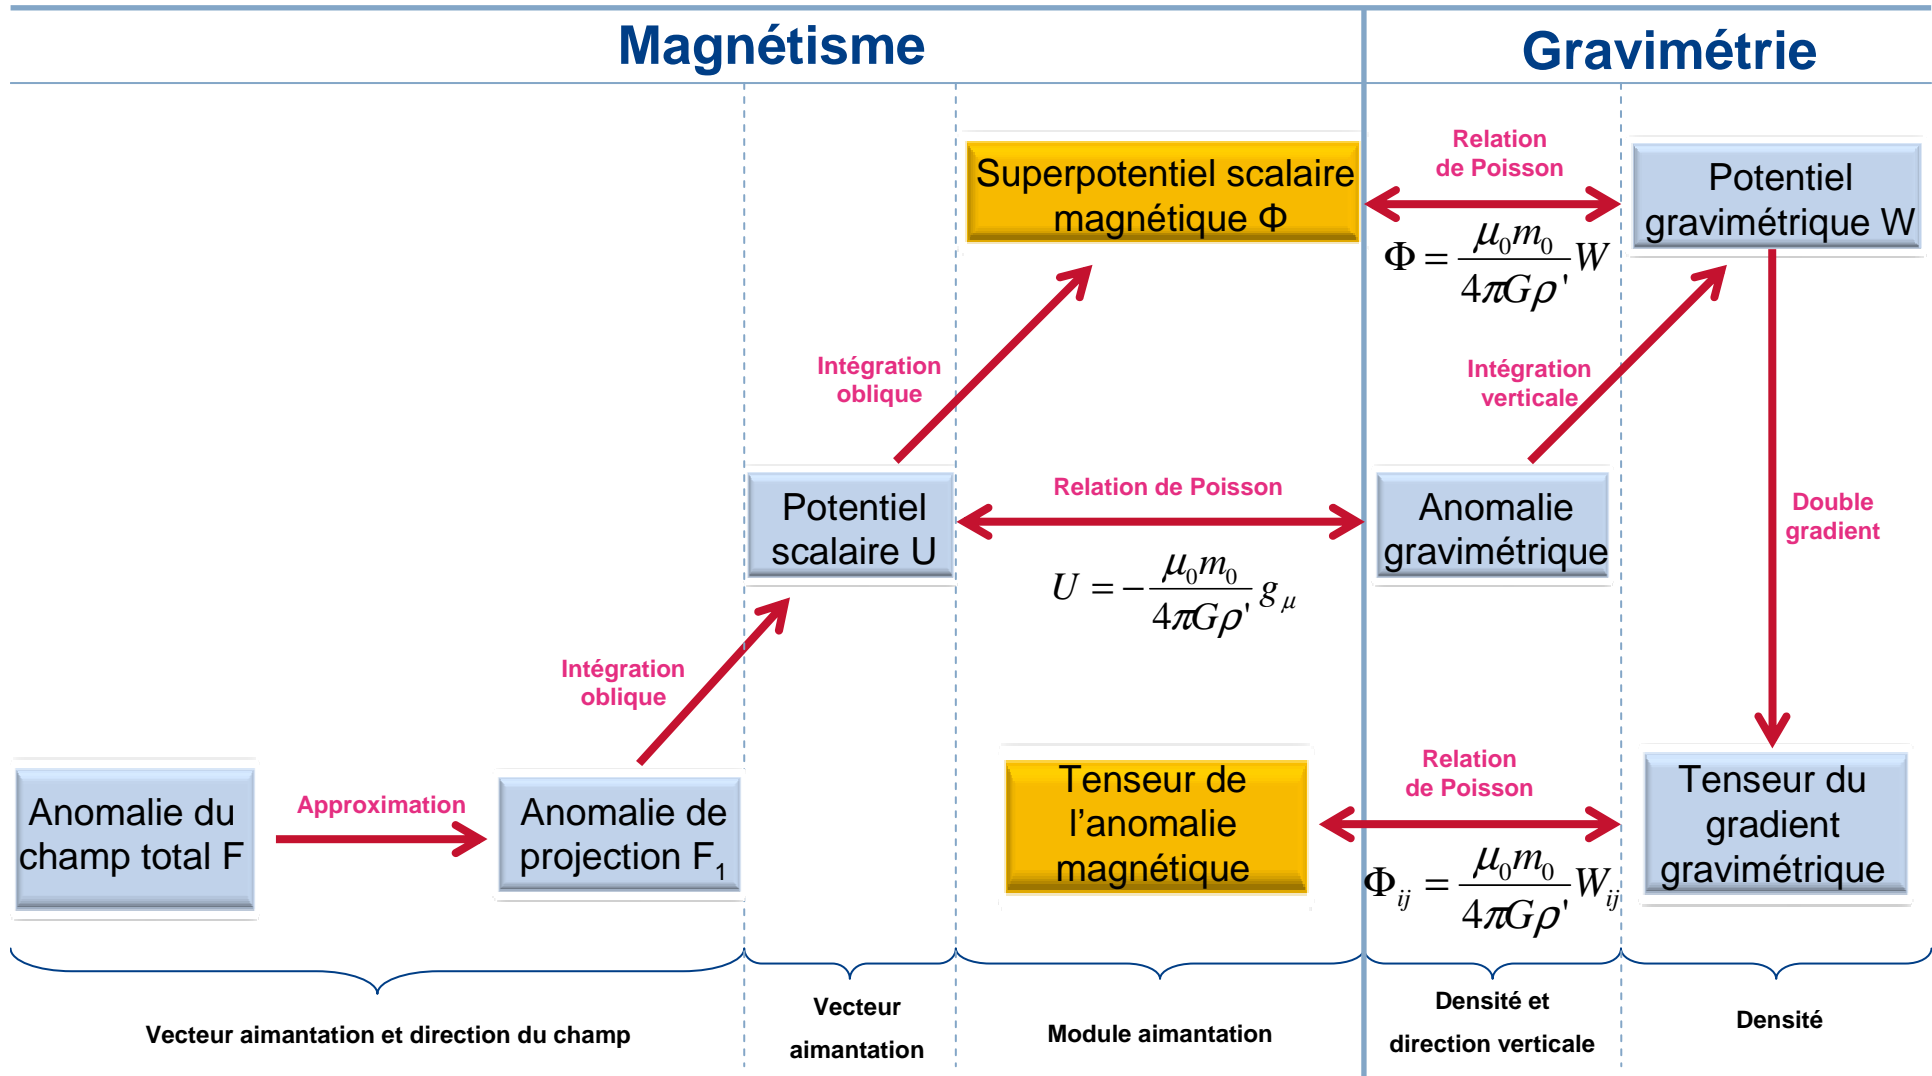 Magnétisme
Gravimétrie
Superpotentiel scalaire
magnétique Φ
Relation
de Poisson
Φ = μ₀m₀ / 4πGρ' W
Potentiel
gravimétrique W
Intégration
oblique
Intégration
verticale
Potentiel
scalaire U
Relation de Poisson
U = − μ₀m₀ / 4πGρ' g_μ
Anomalie
gravimétrique
Double
gradient
Intégration
oblique
Anomalie du
champ total F
Approximation
Anomalie de
projection F₁
Tenseur de
l'anomalie
magnétique
Relation
de Poisson
Φ_ij = μ₀m₀ / 4πGρ' W_ij
Tenseur du
gradient
gravimétrique
Vecteur aimantation et direction du champ
Vecteur
aimantation
Module aimantation
Densité et
direction verticale
Densité